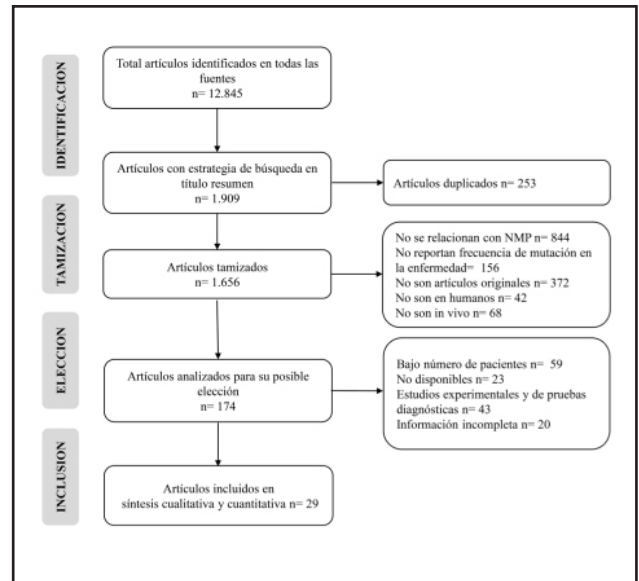 IDENTIFICACION
Total artículos identificados en todas las
fuentes
n= 12.845
Artículos con estrategia de búsqueda en
título resumen
n= 1.909
Artículos duplicados n= 253
TAMIZACION
Artículos tamizados
n= 1.656
No se relacionan con NMP n= 844
No reportan frecuencia de mutación en
la enfermedad= 156
No son artículos originales n= 372
No son en humanos n= 42
No son in vivo n= 68
ELECCION
Artículos analizados para su posible
elección
n= 174
Bajo número de pacientes n= 59
No disponibles n= 23
Estudios experimentales y de pruebas
diagnósticas n= 43
Información incompleta n= 20
INCLUSION
Artículos incluidos en
síntesis cualitativa y cuantitativa n= 29